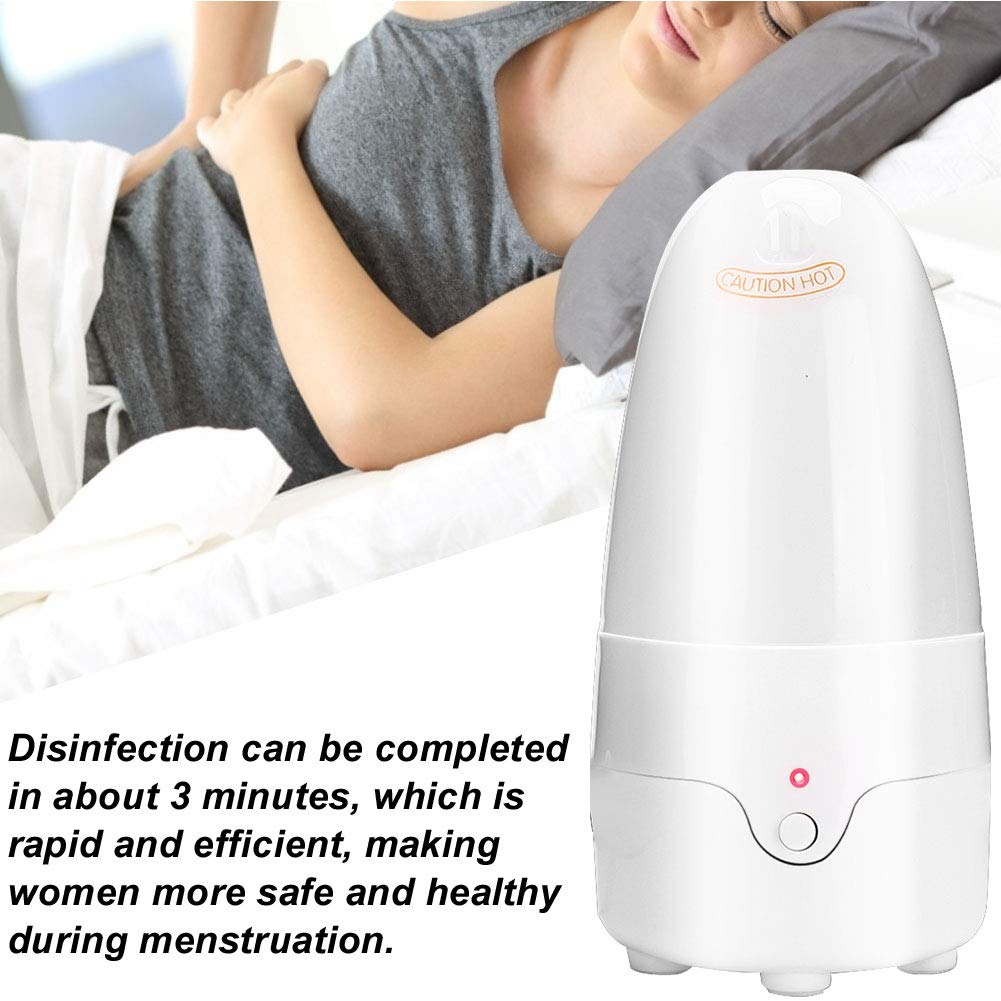 CAUTION HOT
Disinfection can be completed
in about 3 minutes, which is
rapid and efficient, making
women more safe and healthy
during menstruation.